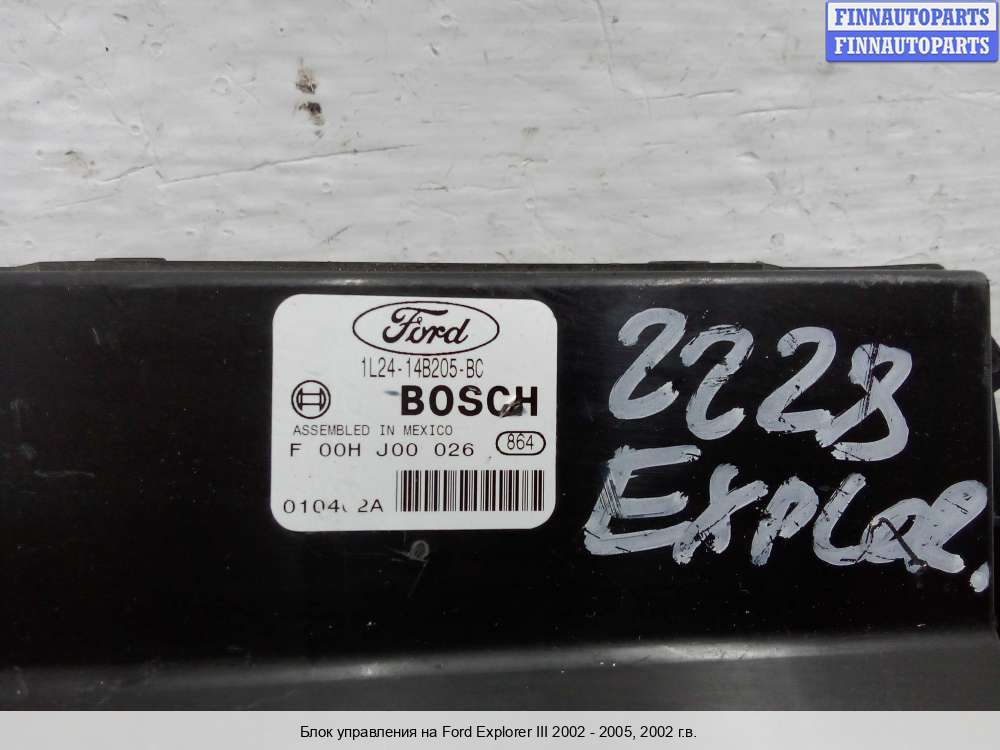 FINNAUTOPARTS
FINNAUTOPARTS
Ford
1L24-14B205-BC
BOSCH
ASSEMBLED IN MEXICO
F 00H J00 026 864
2228
EXPLOR.
Блок управления на Ford Explorer III 2002 - 2005, 2002 г.в.